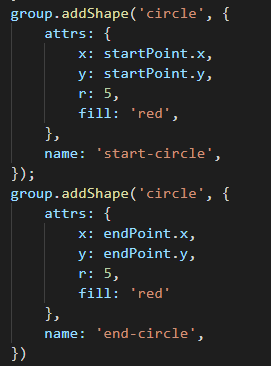 group.addShape('circle', {
    attrs: {
        x: startPoint.x,
        y: startPoint.y,
        r: 5,
        fill: 'red',
    },
    name: 'start-circle',
});
group.addShape('circle', {
    attrs: {
        x: endPoint.x,
        y: endPoint.y,
        r: 5,
        fill: 'red'
    },
    name: 'end-circle',
})